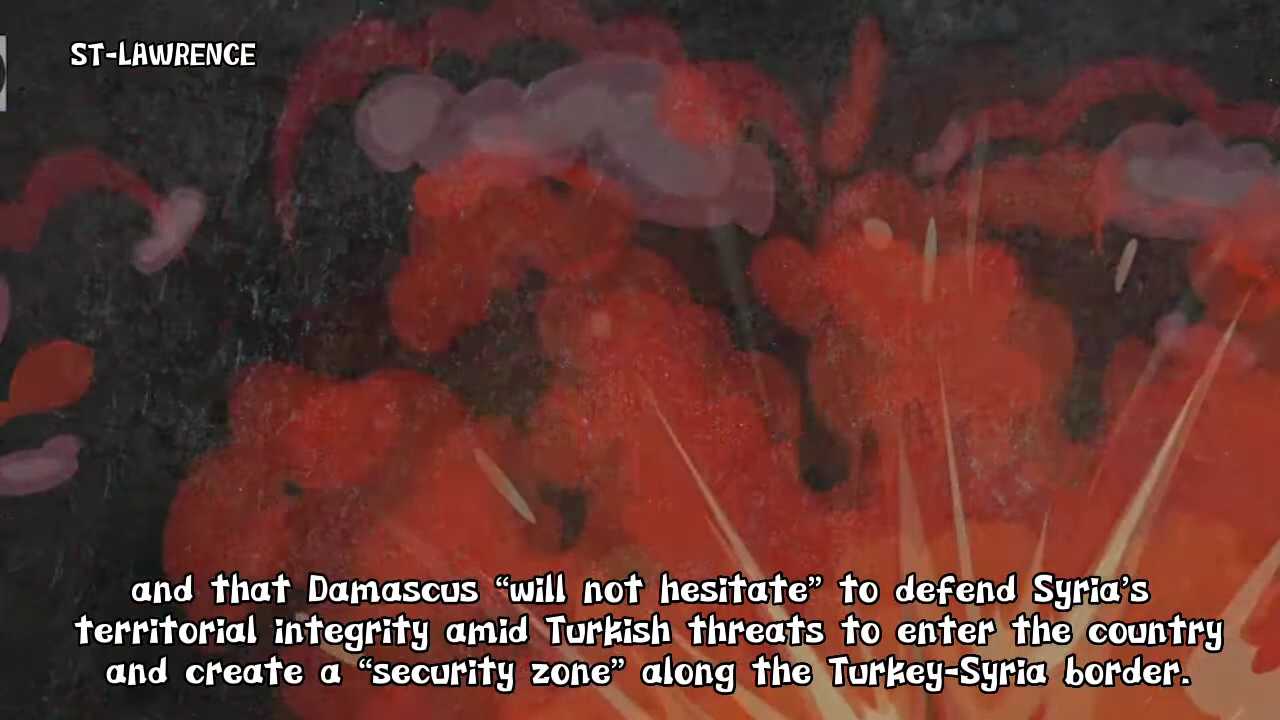 ST-LAWRENCE
and that Damascus “will not hesitate” to defend Syria’s
territorial integrity amid Turkish threats to enter the country
and create a “security zone” along the Turkey-Syria border.